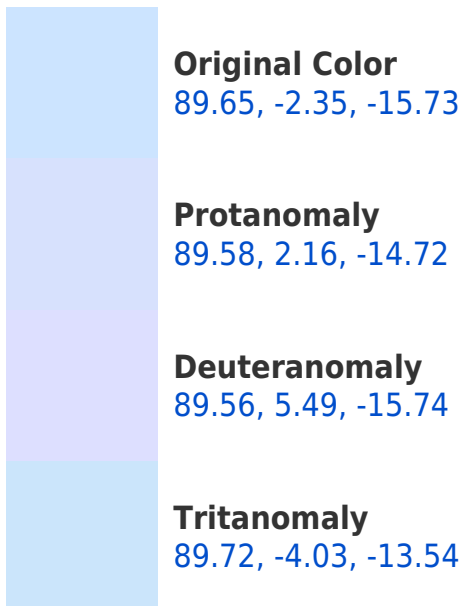 Original Color
89.65, -2.35, -15.73
Protanomaly
89.58, 2.16, -14.72
Deuteranomaly
89.56, 5.49, -15.74
Tritanomaly
89.72, -4.03, -13.54